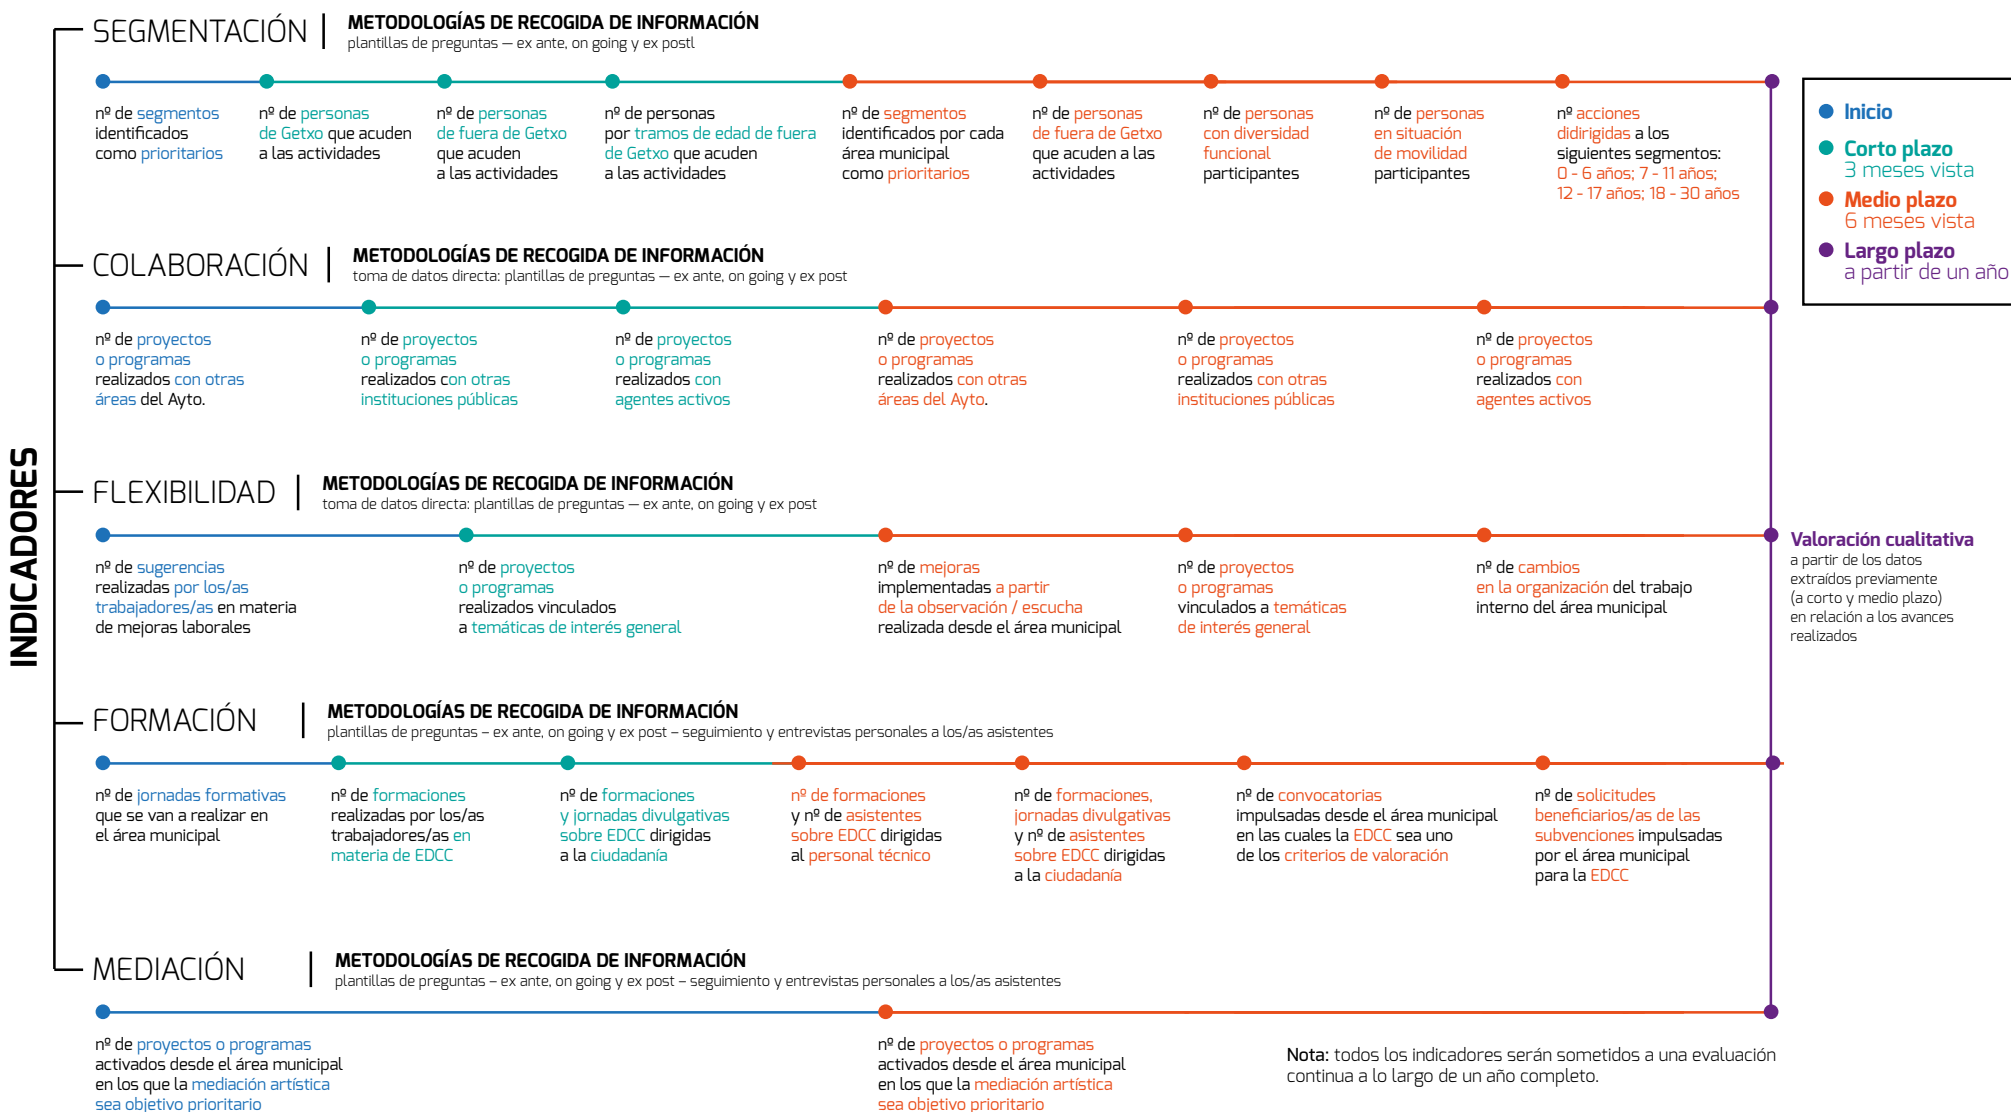 INDICADORES
SEGMENTACIÓN
METODOLOGÍAS DE RECOGIDA DE INFORMACIÓN
plantillas de preguntas — ex ante, on going y ex postl
nº de segmentos
identificados
como prioritarios
nº de personas
de Getxo que acuden
a las actividades
nº de personas
de fuera de Getxo
que acuden
a las actividades
nº de personas
por tramos de edad de fuera
de Getxo que acuden
a las actividades
nº de segmentos
identificados por cada
área municipal
como prioritarios
nº de personas
de fuera de Getxo
que acuden a las
actividades
nº de personas
con diversidad
funcional
participantes
nº de personas
en situación
de movilidad
participantes
nº acciones
didirigidas a los
siguientes segmentos:
0 - 6 años; 7 - 11 años;
12 - 17 años; 18 - 30 años
Inicio
Corto plazo
3 meses vista
Medio plazo
6 meses vista
Largo plazo
a partir de un año
COLABORACIÓN
METODOLOGÍAS DE RECOGIDA DE INFORMACIÓN
toma de datos directa: plantillas de preguntas — ex ante, on going y ex post
nº de proyectos
o programas
realizados con otras
áreas del Ayto.
nº de proyectos
o programas
realizados con otras
instituciones públicas
nº de proyectos
o programas
realizados con
agentes activos
nº de proyectos
o programas
realizados con otras
áreas del Ayto.
nº de proyectos
o programas
realizados con otras
instituciones públicas
nº de proyectos
o programas
realizados con
agentes activos
FLEXIBILIDAD
METODOLOGÍAS DE RECOGIDA DE INFORMACIÓN
toma de datos directa: plantillas de preguntas — ex ante, on going y ex post
nº de sugerencias
realizadas por los/as
trabajadores/as en materia
de mejoras laborales
nº de proyectos
o programas
realizados vinculados
a temáticas de interés general
nº de mejoras
implementadas a partir
de la observación / escucha
realizada desde el área municipal
nº de proyectos
o programas
vinculados a temáticas
de interés general
nº de cambios
en la organización del trabajo
interno del área municipal
Valoración cualitativa
a partir de los datos
extraídos previamente
(a corto y medio plazo)
en relación a los avances
realizados
FORMACIÓN
METODOLOGÍAS DE RECOGIDA DE INFORMACIÓN
plantillas de preguntas – ex ante, on going y ex post – seguimiento y entrevistas personales a los/as asistentes
nº de jornadas formativas
que se van a realizar en
el área municipal
nº de formaciones
realizadas por los/as
trabajadores/as en
materia de EDCC
nº de formaciones
y jornadas divulgativas
sobre EDCC dirigidas
a la ciudadanía
nº de formaciones
y nº de asistentes
sobre EDCC dirigidas
al personal técnico
nº de formaciones,
jornadas divulgativas
y nº de asistentes
sobre EDCC dirigidas
a la ciudadanía
nº de convocatorias
impulsadas desde el área municipal
en las cuales la EDCC sea uno
de los criterios de valoración
nº de solicitudes
beneficiarios/as de las
subvenciones impulsadas
por el área municipal
para la EDCC
MEDIACIÓN
METODOLOGÍAS DE RECOGIDA DE INFORMACIÓN
plantillas de preguntas – ex ante, on going y ex post – seguimiento y entrevistas personales a los/as asistentes
nº de proyectos o programas
activados desde el área municipal
en los que la mediación artística
sea objetivo prioritario
nº de proyectos o programas
activados desde el área municipal
en los que la mediación artística
sea objetivo prioritario
Nota: todos los indicadores serán sometidos a una evaluación
continua a lo largo de un año completo.